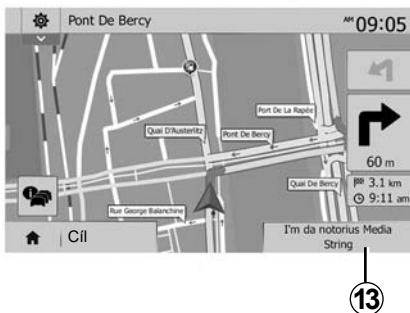 Pont De Bercy
AM 09:05
Port De La Rapée
Quai D'Austerlitz
Pont De Bercy
60 m
Quai De Bercy
3.1 km
9:11 am
Rue George Balanchine
Cíl
I'm da notorius Media
String
13